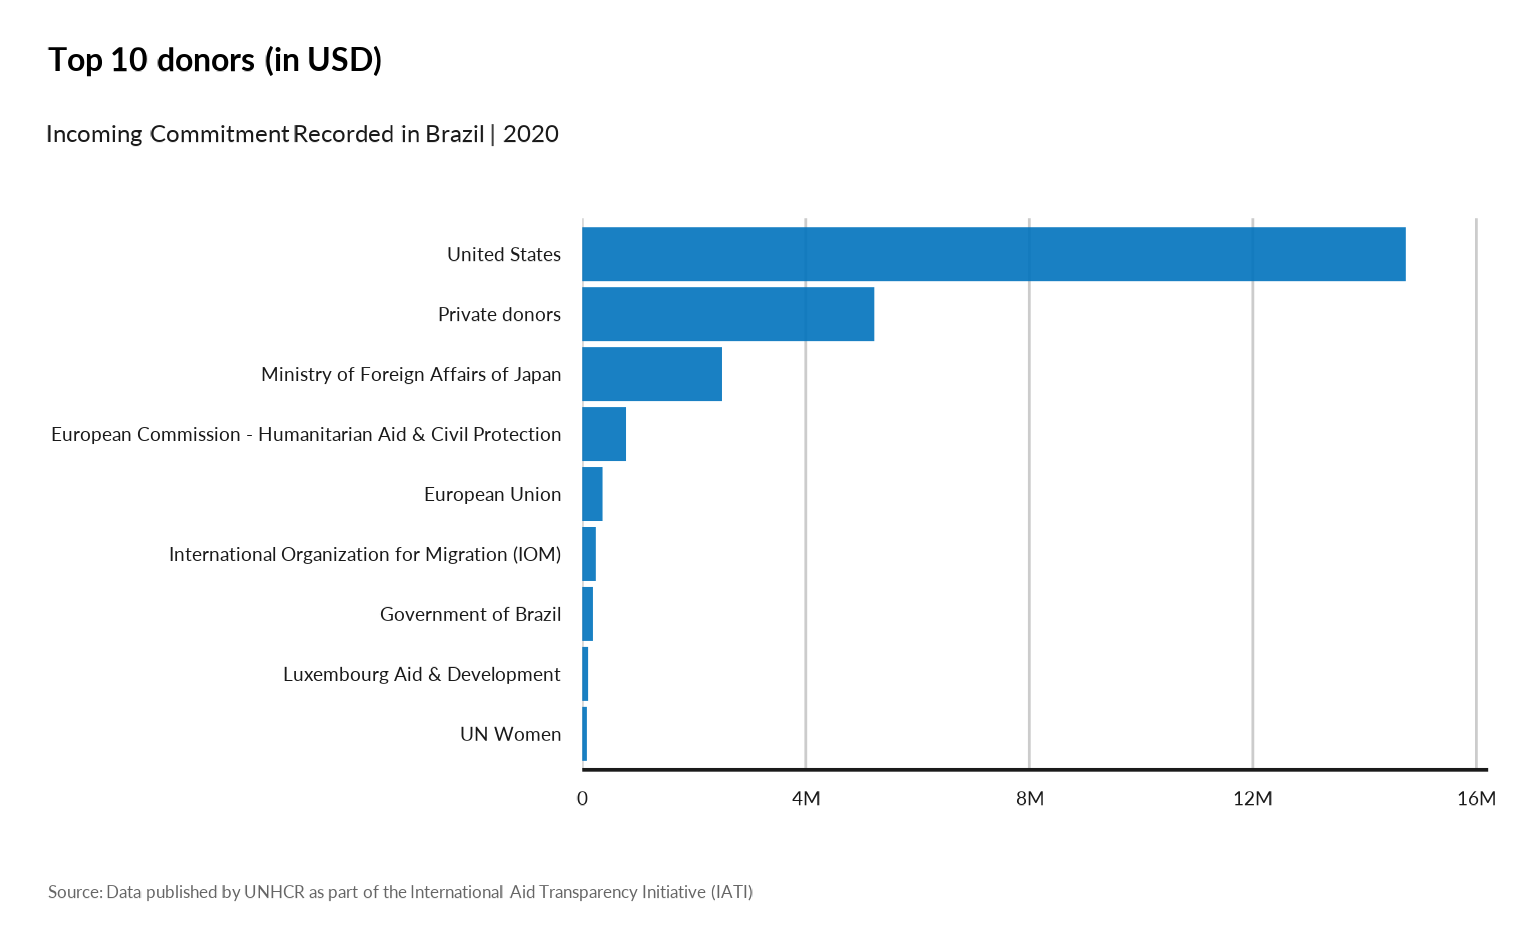 Top 10 donors (in USD)
Incoming Commitment Recorded in Brazil | 2020
United States
Private donors
Ministry of Foreign Affairs of Japan
European Commission - Humanitarian Aid & Civil Protection
European Union
International Organization for Migration (IOM)
Government of Brazil
Luxembourg Aid & Development
UN Women
0 4M 8M 12M 16M
Source: Data published by UNHCR as part of the International Aid Transparency Initiative (IATI)